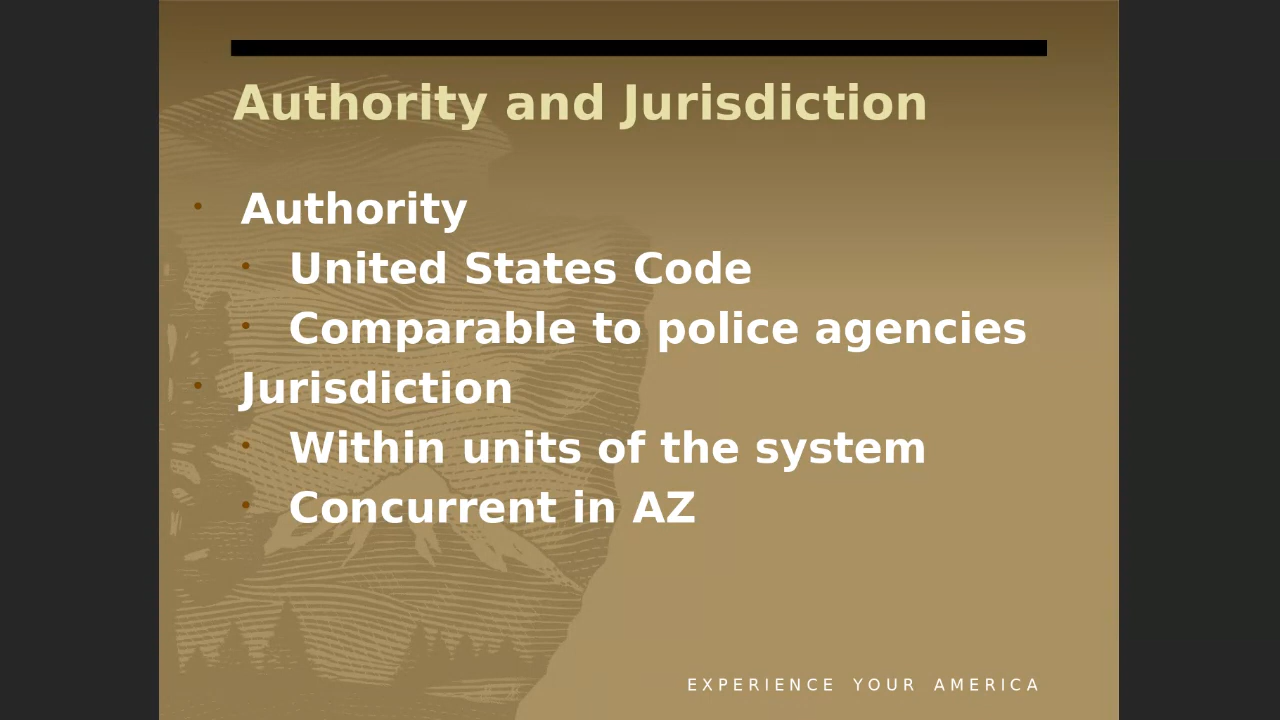 Authority and Jurisdiction
• Authority
• United States Code
• Comparable to police agencies
• Jurisdiction
• Within units of the system
• Concurrent in AZ
EXPERIENCE YOUR AMERICA